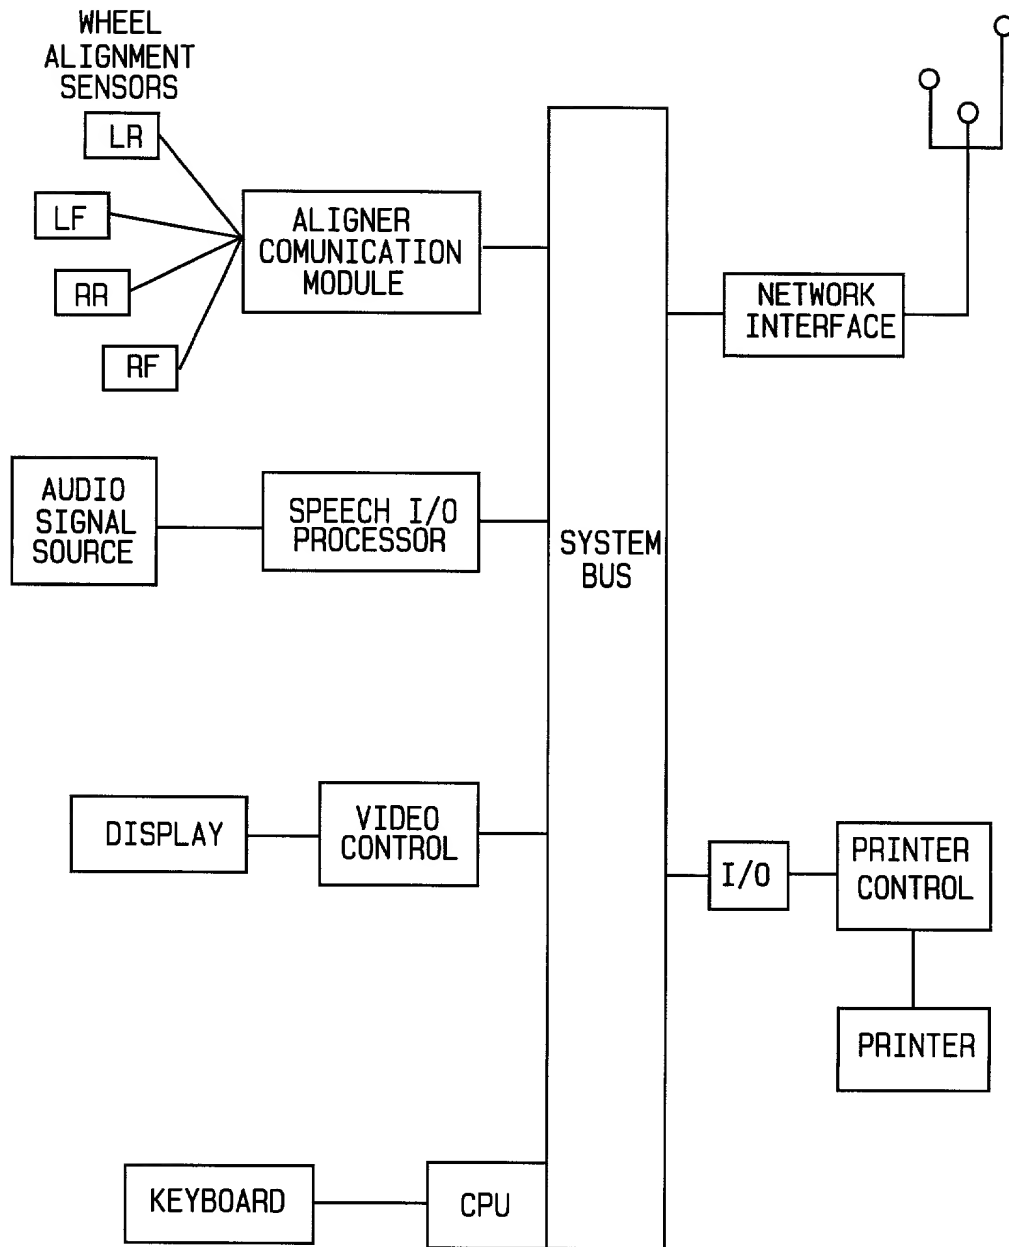 WHEEL
ALIGNMENT
SENSORS
LR
LF
RR
RF
ALIGNER
COMUNICATION
MODULE
NETWORK
INTERFACE
AUDIO
SIGNAL
SOURCE
SPEECH I/O
PROCESSOR
SYSTEM
BUS
DISPLAY
VIDEO
CONTROL
I/O
PRINTER
CONTROL
PRINTER
KEYBOARD
CPU